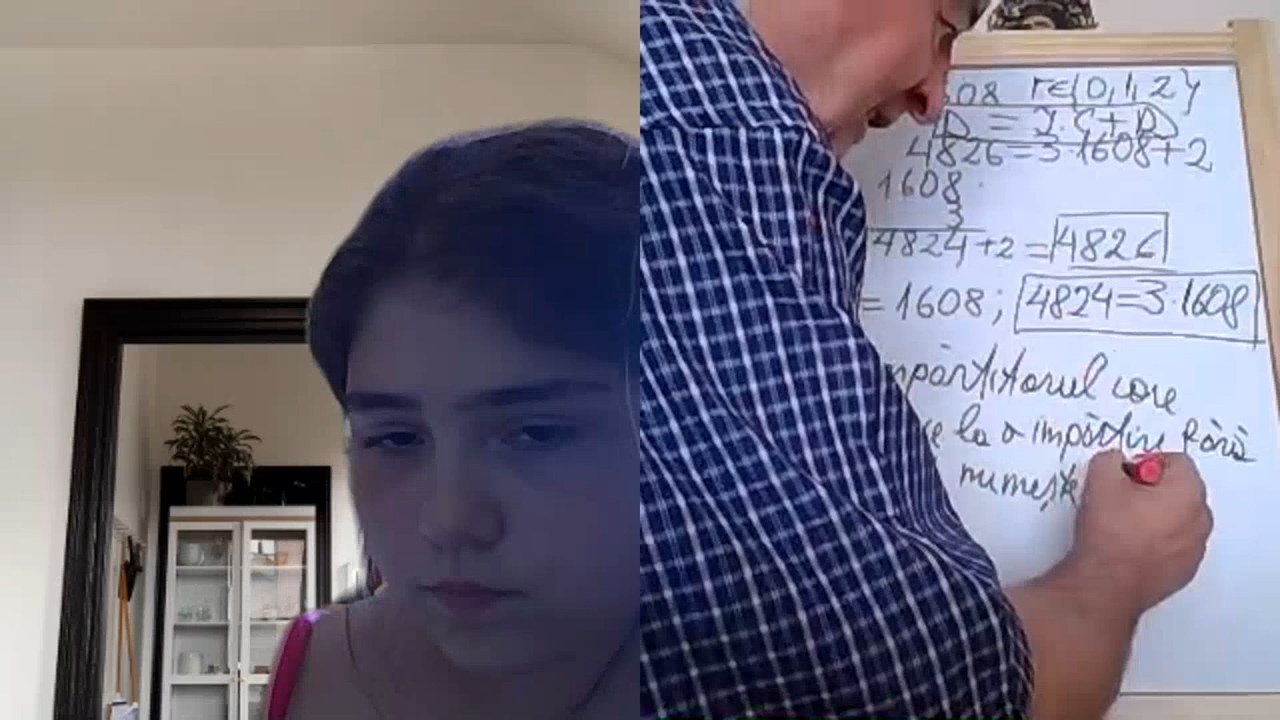 608 r∈{0,1,2}
D = Î·C+R
4826=3·1608+2
1608
3
4824+2=4826
= 1608; 4824=3·1608
împărțitorul care
la o împărțire fără
numește